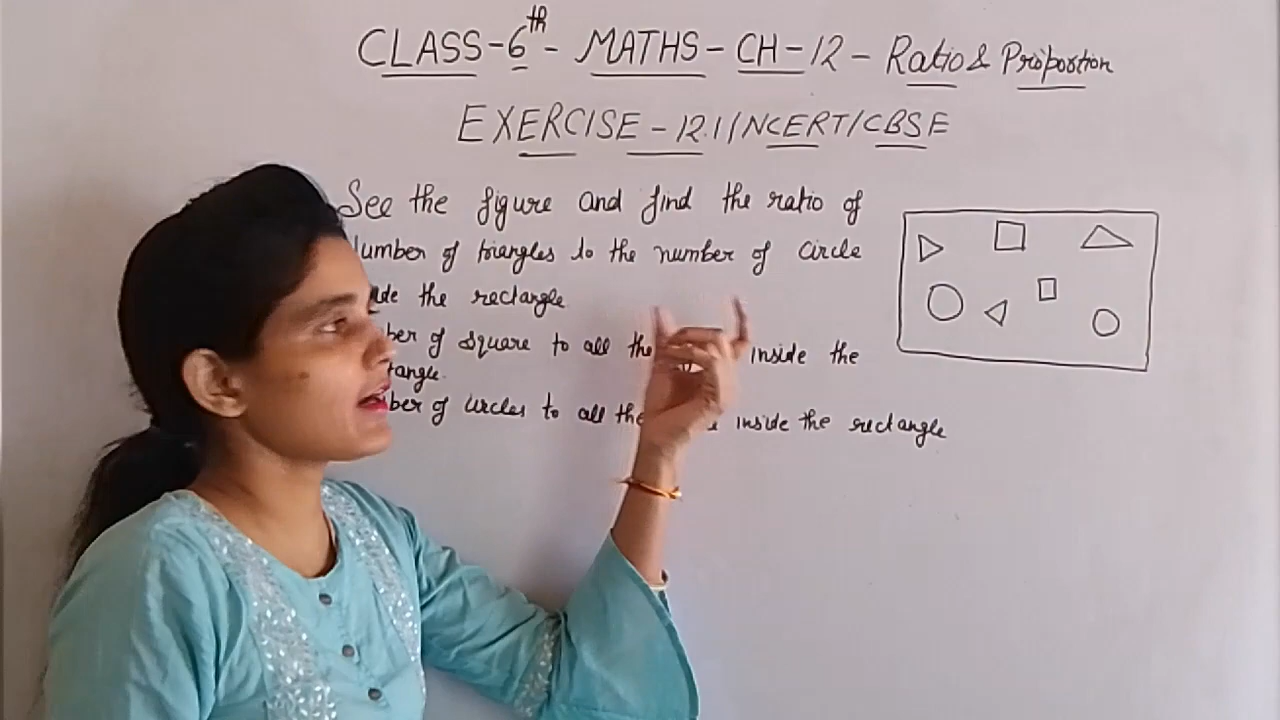 CLASS-6th- MATHS- CH-12- Ratio & Proportion
EXERCISE-12.1/NCERT/CBSE
See the figure and find the ratio of
number of triangles to the number of circle
the rectangle
of square to all the inside the
of circles to all the inside the rectangle